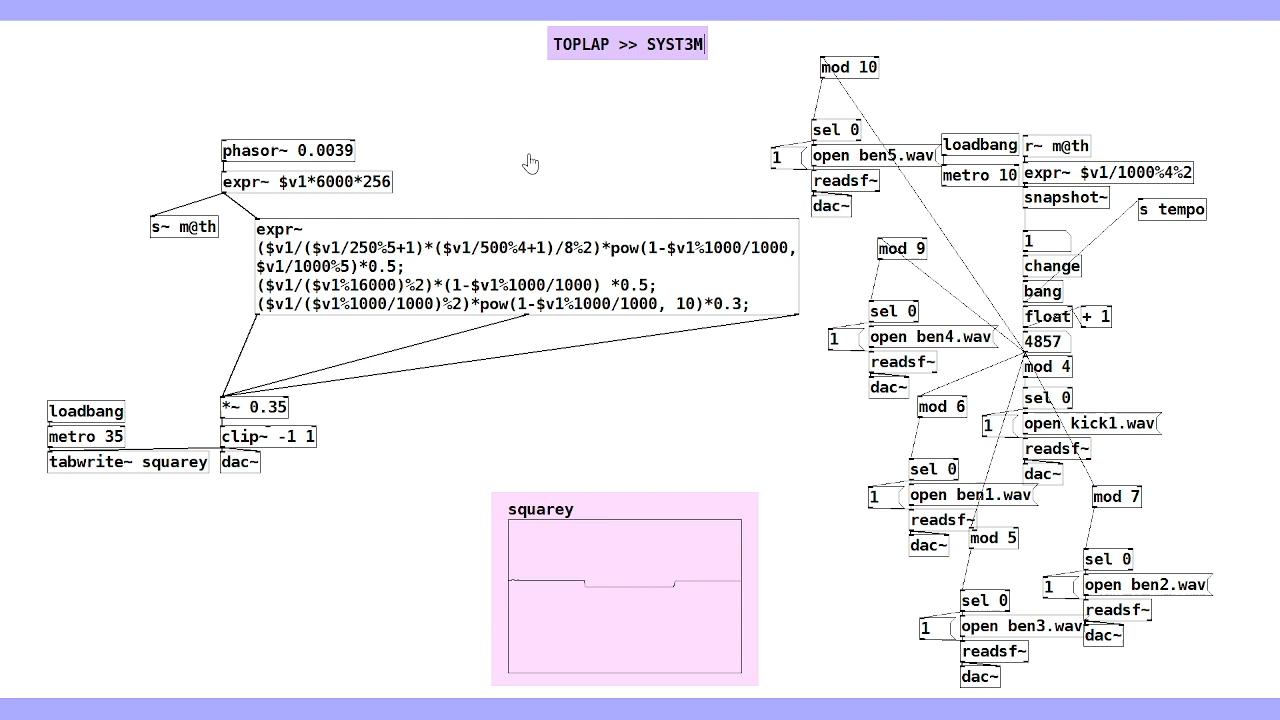 TOPLAP >> SYST3M
phasor~ 0.0039
expr~ $v1*6000*256
s~ m@th
expr~
($v1/($v1/250%5+1)*($v1/500%4+1)/8%2)*pow(1-$v1%1000/1000,
$v1/1000%5)*0.5;
($v1/($v1%16000)%2)*(1-$v1%1000/1000) *0.5;
($v1/($v1%1000/1000)%2)*pow(1-$v1%1000/1000, 10)*0.3;
*~ 0.35
clip~ -1 1
dac~
loadbang
metro 35
tabwrite~ squarey
squarey
mod 10
sel 0
1
open ben5.wav
readsf~
dac~
loadbang
metro 10
r~ m@th
expr~ $v1/1000%4%2
snapshot~
s tempo
1
change
bang
float
+ 1
4857
mod 4
sel 0
1
open kick1.wav
readsf~
dac~
mod 9
sel 0
1
open ben4.wav
readsf~
dac~
mod 6
sel 0
1
open ben1.wav
readsf~
dac~
mod 5
sel 0
1
open ben3.wav
readsf~
dac~
mod 7
sel 0
1
open ben2.wav
readsf~
dac~